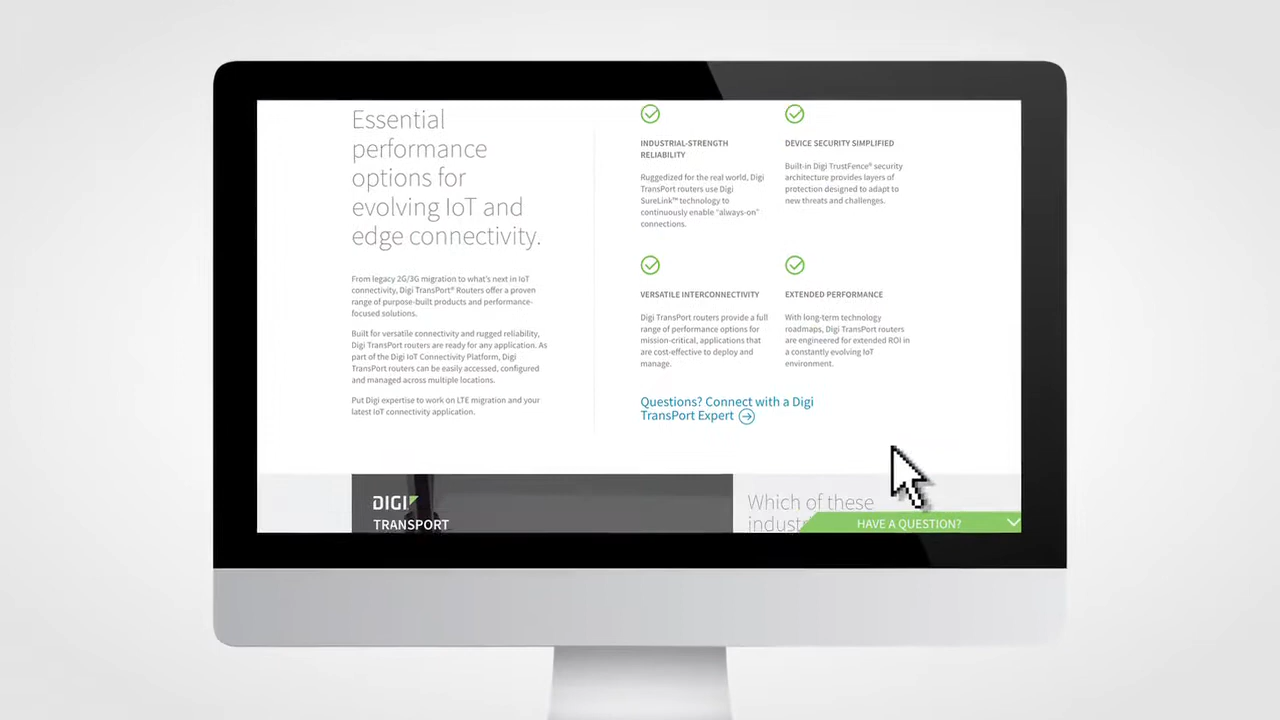 Essential
performance
options for
evolving IoT and
edge connectivity.
From legacy 2G/3G migration to what's next in IoT
connectivity, Digi TransPort® Routers offer a proven
range of purpose-built products and performance-
focused solutions.
Built for versatile connectivity and rugged reliability,
Digi TransPort routers are ready for any application. As
part of the Digi IoT Connectivity Platform, Digi
TransPort routers can be easily accessed, configured
and managed across multiple locations.
Put Digi expertise to work on LTE migration and your
latest IoT connectivity application.
INDUSTRIAL-STRENGTH
RELIABILITY
Ruggedized for the real world, Digi
TransPort routers use Digi
SureLink™ technology to
continuously enable “always-on”
connections.
DEVICE SECURITY SIMPLIFIED
Built-in Digi TrustFence® security
architecture provides layers of
protection designed to adapt to
new threats and challenges.
VERSATILE INTERCONNECTIVITY
Digi TransPort routers provide a full
range of performance options for
mission-critical, applications that
are cost-effective to deploy and
manage.
EXTENDED PERFORMANCE
With long-term technology
roadmaps, Digi TransPort routers
are engineered for extended ROI in
a constantly evolving IoT
environment.
Questions? Connect with a Digi
TransPort Expert
DIGI
TRANSPORT
Which of these
HAVE A QUESTION?